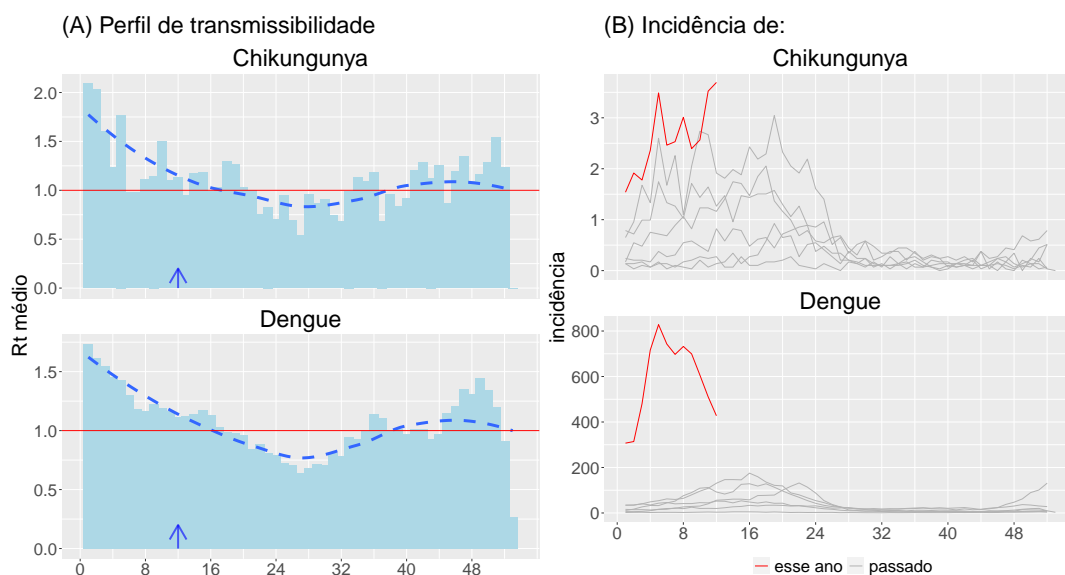 (A) Perfil de transmissibilidade
Chikungunya
2.0
1.5
1.0
0.5
0.0
Dengue
1.5
1.0
0.5
0.0
0 8 16 24 32 40 48
Rt médio
(B) Incidência de:
Chikungunya
3
2
1
0
Dengue
800
600
400
200
0
0 8 16 24 32 40 48
incidência
esse ano passado